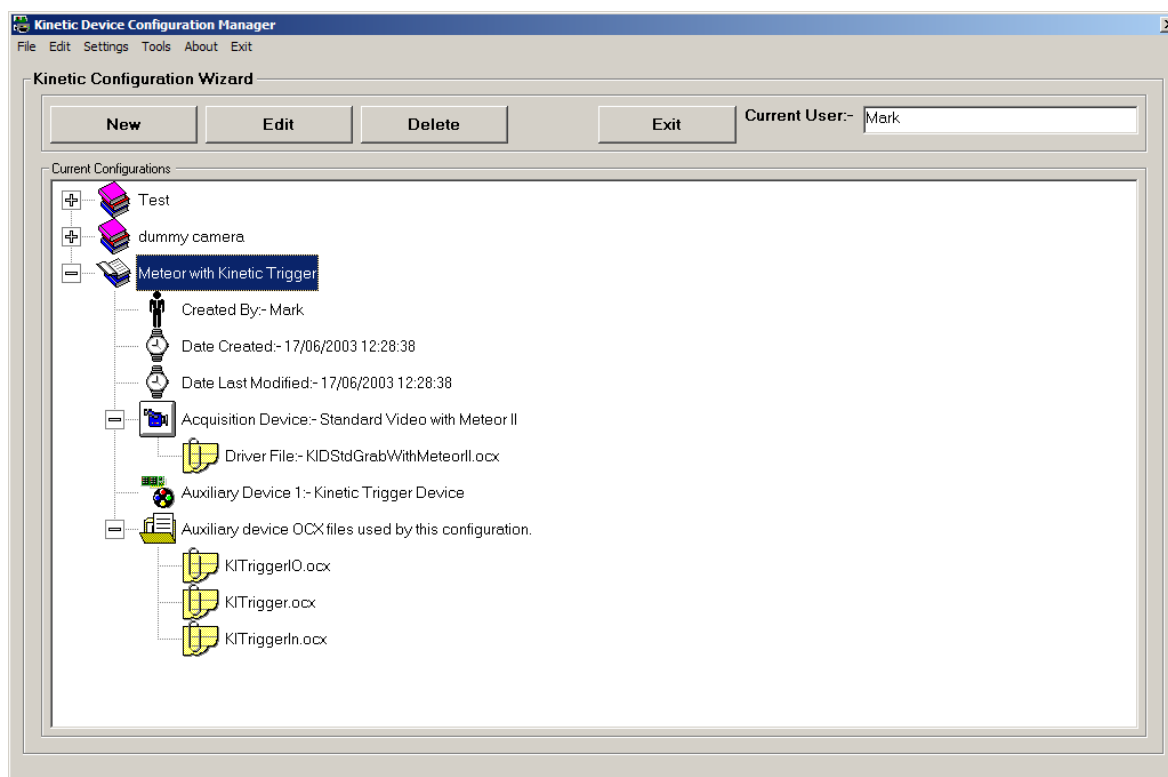 Kinetic Device Configuration Manager
File Edit Settings Tools About Exit
Kinetic Configuration Wizard
New Edit Delete Exit Current User:- Mark
Current Configurations
Test
dummy camera
Meteor with Kinetic Trigger
Created By:- Mark
Date Created:- 17/06/2003 12:28:38
Date Last Modified:- 17/06/2003 12:28:38
Acquisition Device:- Standard Video with Meteor II
Driver File:- KIDStdGrabWithMeteorII.ocx
Auxiliary Device 1:- Kinetic Trigger Device
Auxiliary device OCX files used by this configuration.
KITriggerIO.ocx
KITrigger.ocx
KITriggerIn.ocx